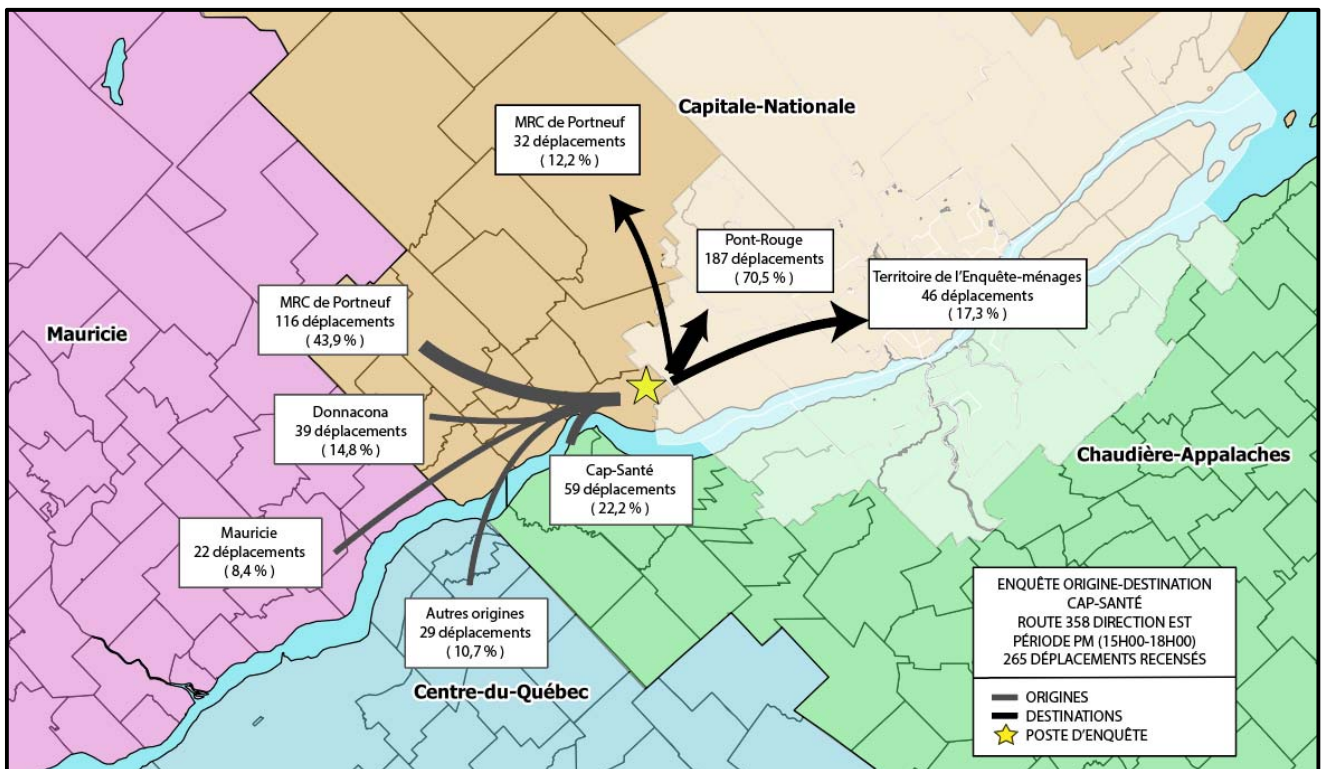 Capitale-Nationale
MRC de Portneuf
32 déplacements
( 12,2 % )
Pont-Rouge
187 déplacements
( 70,5 % )
Territoire de l'Enquête-ménages
46 déplacements
( 17,3 % )
MRC de Portneuf
116 déplacements
( 43,9 % )
Mauricie
Donnacona
39 déplacements
( 14,8 % )
Cap-Santé
59 déplacements
( 22,2 % )
Chaudière-Appalaches
Mauricie
22 déplacements
( 8,4 % )
Autres origines
29 déplacements
( 10,7 % )
Centre-du-Québec
ENQUÊTE ORIGINE-DESTINATION
CAP-SANTÉ
ROUTE 358 DIRECTION EST
PÉRIODE PM (15H00-18H00)
265 DÉPLACEMENTS RECENSÉS
ORIGINES
DESTINATIONS
POSTE D'ENQUÊTE